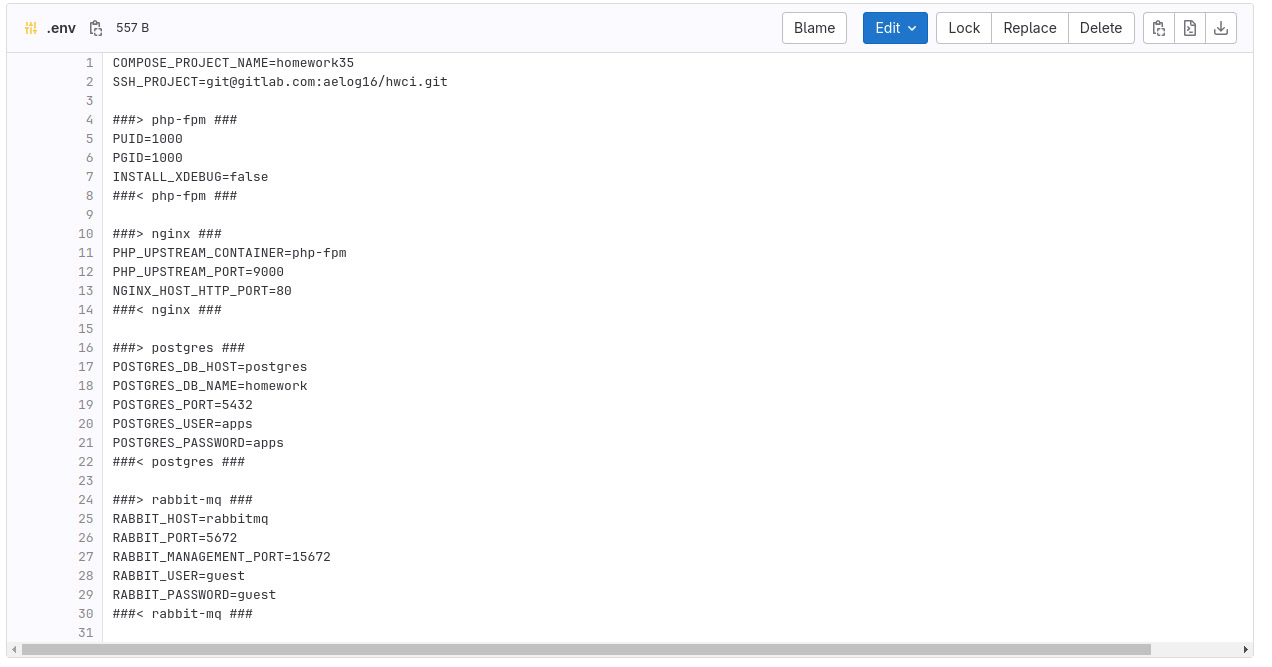 .env 557 B Blame Edit Lock Replace Delete
1 COMPOSE_PROJECT_NAME=homework35
2 SSH_PROJECT=git@gitlab.com:aelog16/hwci.git
3
4 ###> php-fpm ###
5 PUID=1000
6 PGID=1000
7 INSTALL_XDEBUG=false
8 ###< php-fpm ###
9
10 ###> nginx ###
11 PHP_UPSTREAM_CONTAINER=php-fpm
12 PHP_UPSTREAM_PORT=9000
13 NGINX_HOST_HTTP_PORT=80
14 ###< nginx ###
15
16 ###> postgres ###
17 POSTGRES_DB_HOST=postgres
18 POSTGRES_DB_NAME=homework
19 POSTGRES_PORT=5432
20 POSTGRES_USER=apps
21 POSTGRES_PASSWORD=apps
22 ###< postgres ###
23
24 ###> rabbit-mq ###
25 RABBIT_HOST=rabbitmq
26 RABBIT_PORT=5672
27 RABBIT_MANAGEMENT_PORT=15672
28 RABBIT_USER=guest
29 RABBIT_PASSWORD=guest
30 ###< rabbit-mq ###
31